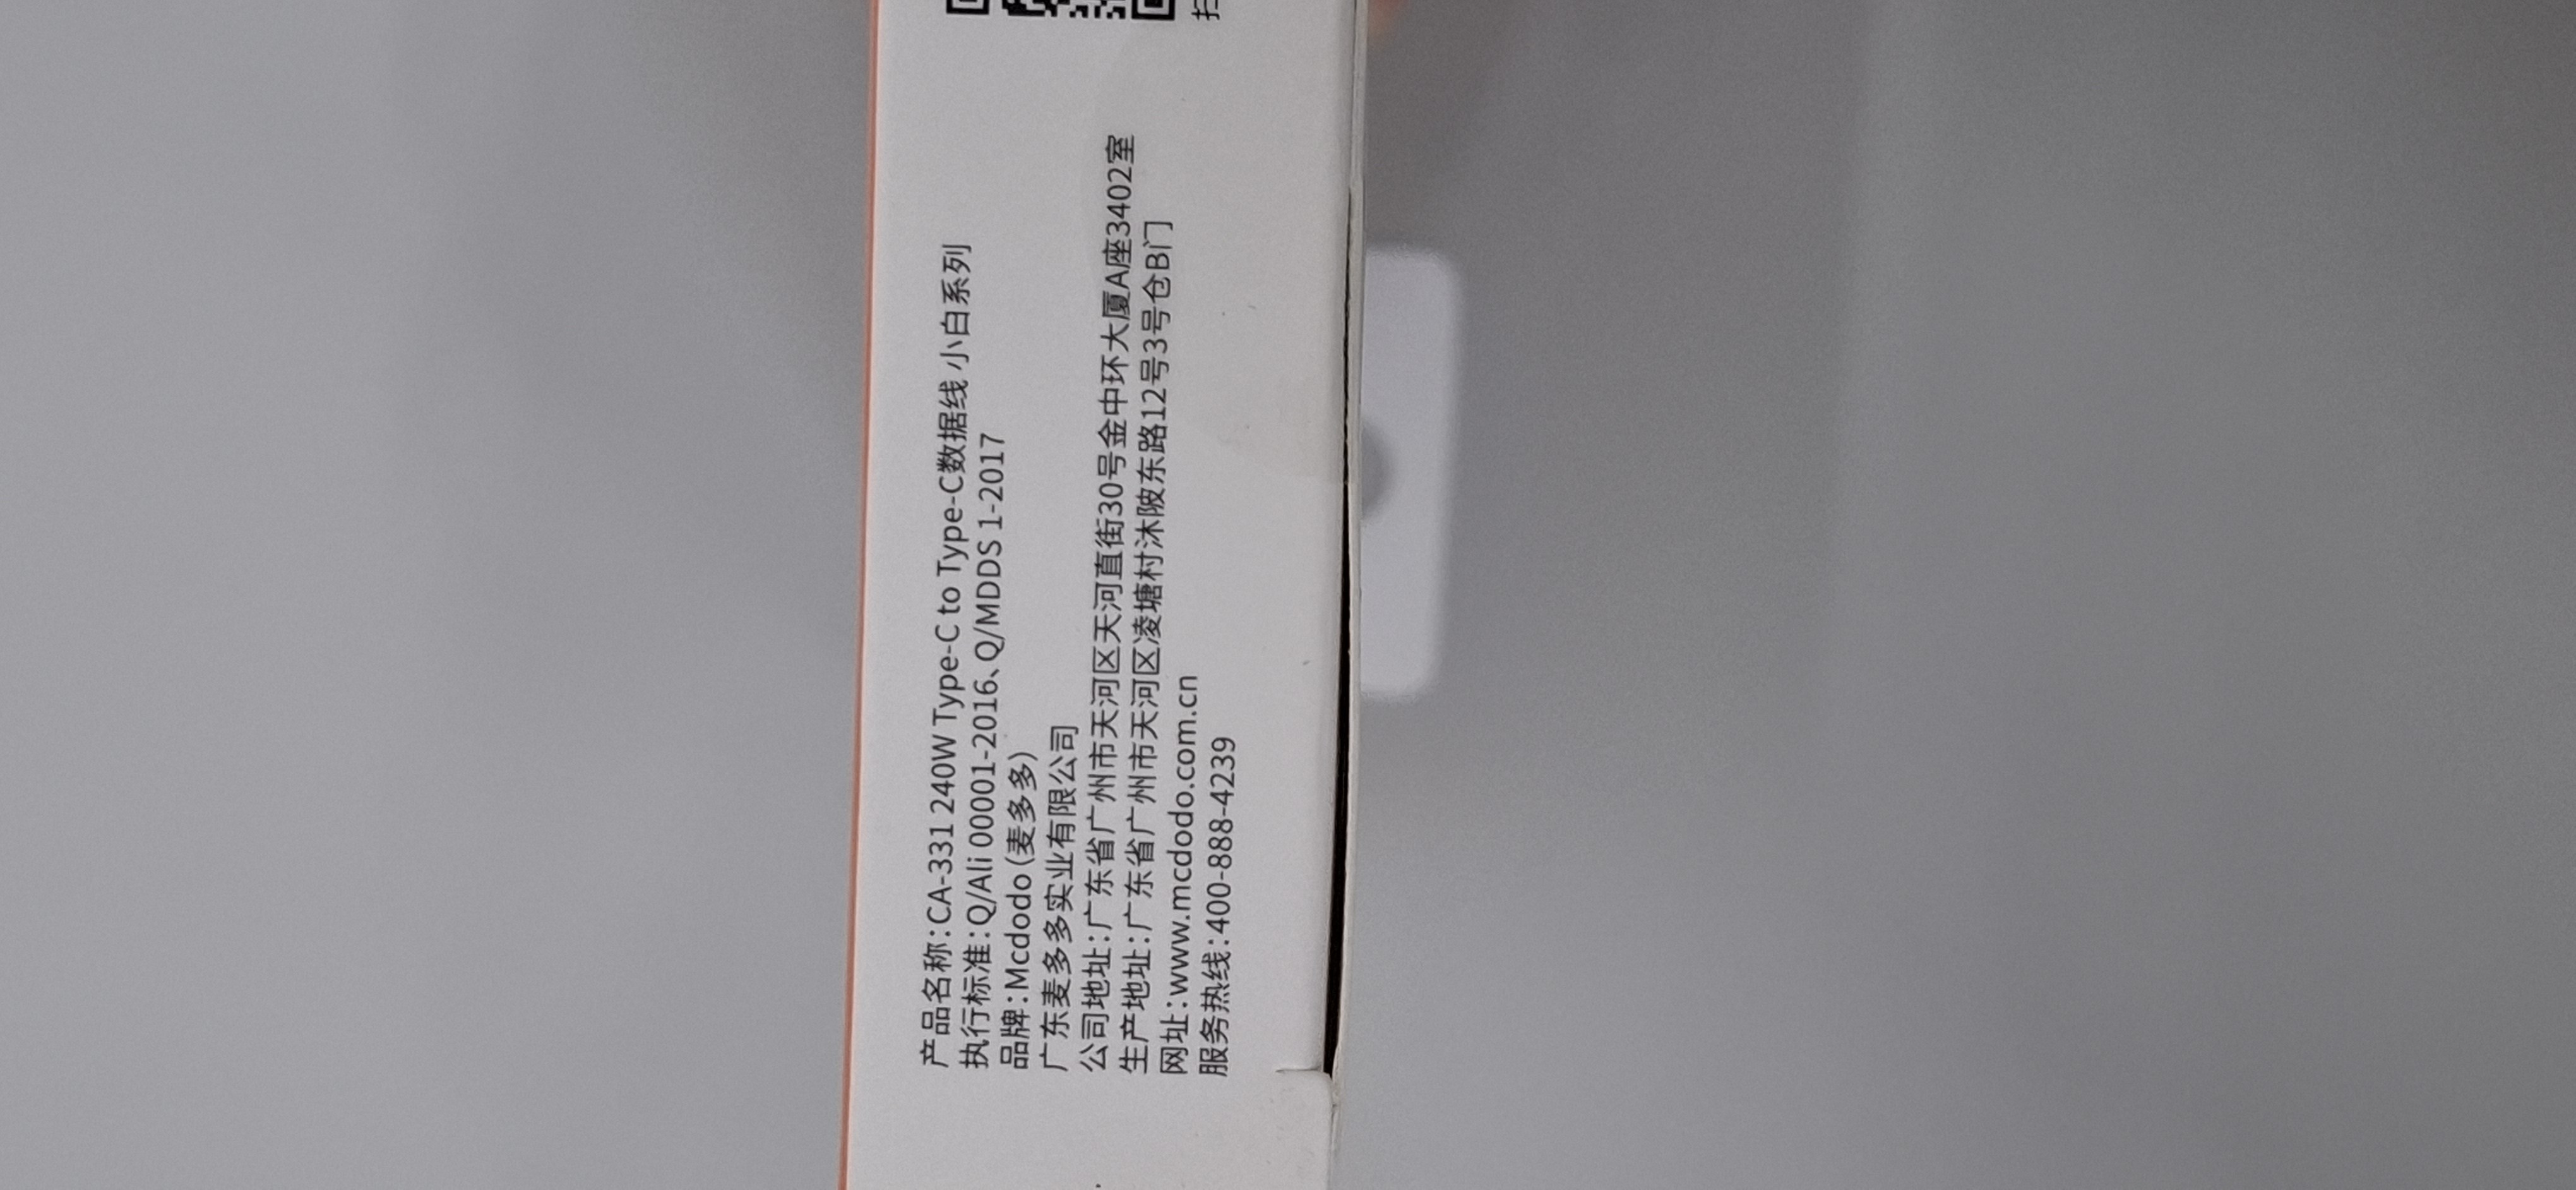 产品名称:CA-331 240W Type-C to Type-C数据线 小白系列
执行标准:Q/Ali 00001-2016、Q/MDDS 1-2017
品牌:Mcdodo (麦多多)
广东麦多多实业有限公司
公司地址:广东省广州市天河区天河直街30号金中环大厦A座3402室
生产地址:广东省广州市天河区凌塘村沐陂东路12号3号仓B门
网址:www.mcdodo.com.cn
服务热线:400-888-4239
扫